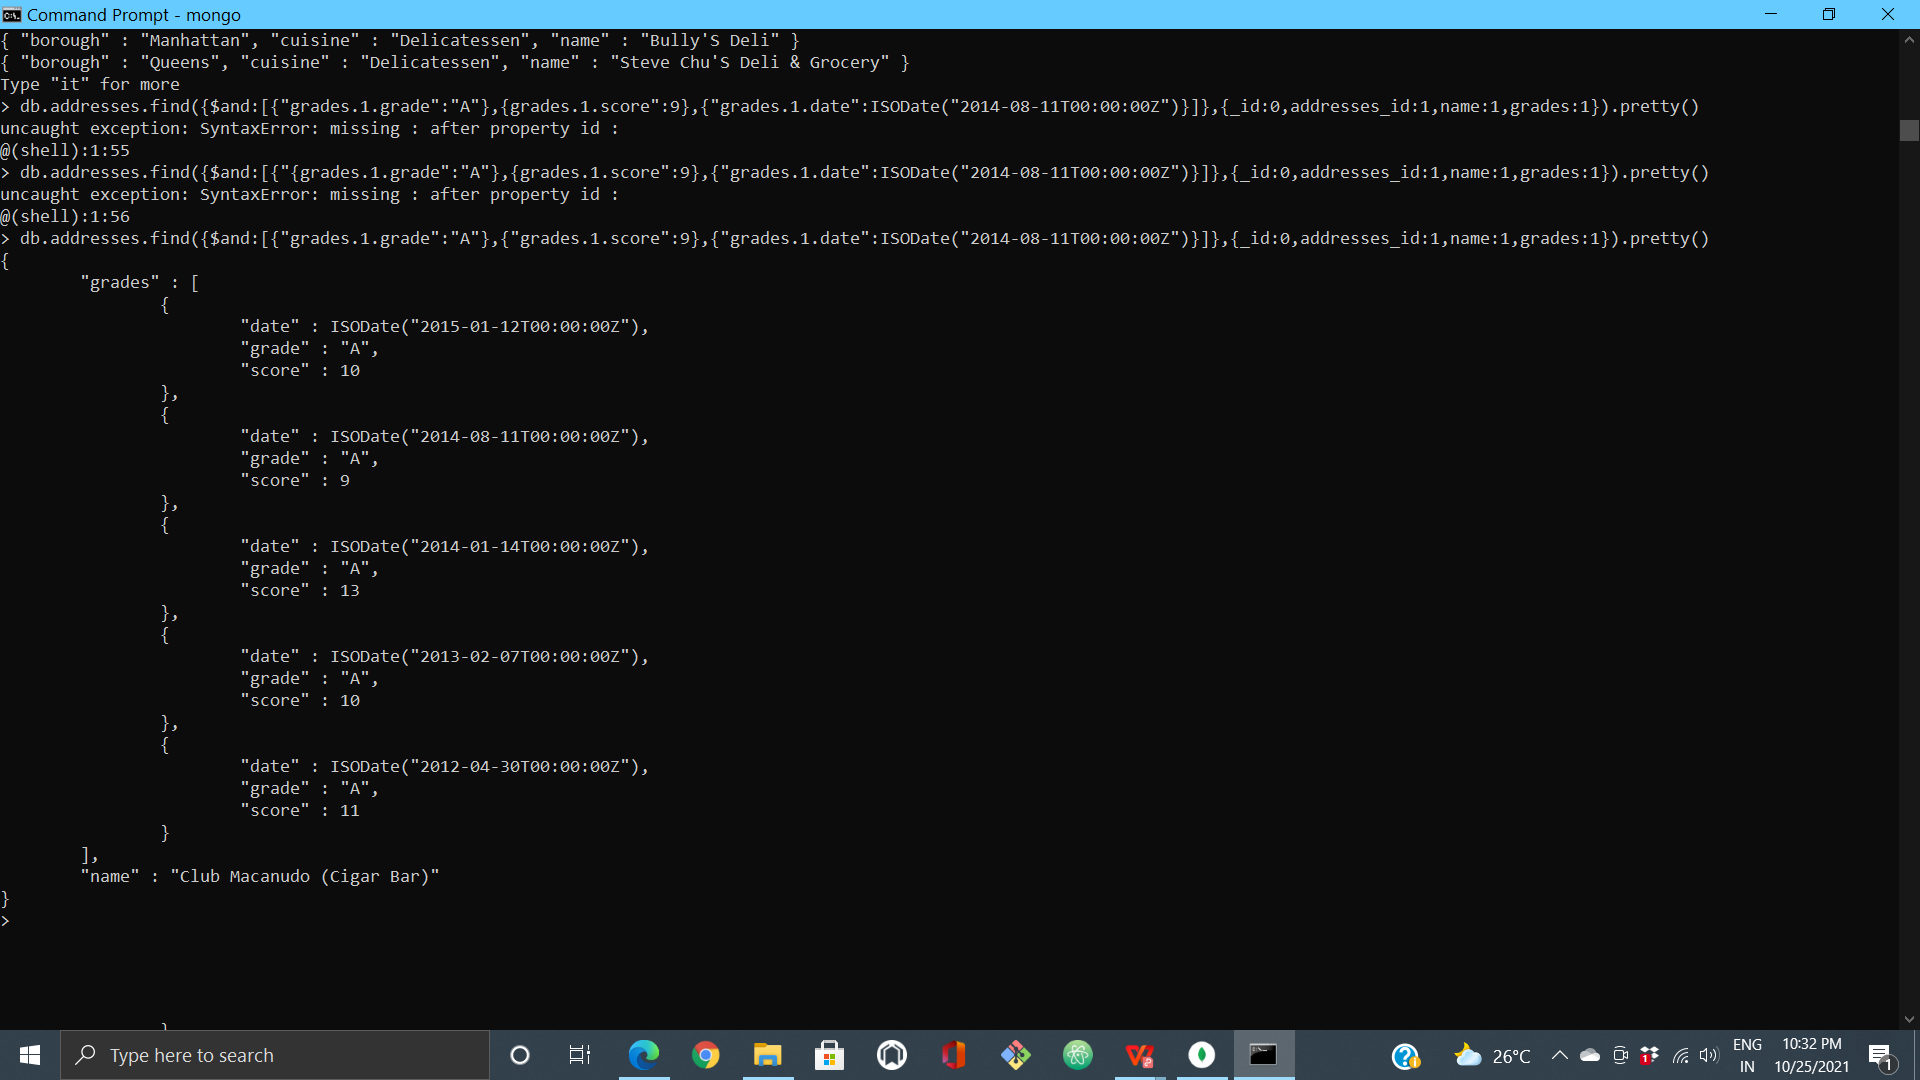 Command Prompt - mongo
{ "borough" : "Manhattan", "cuisine" : "Delicatessen", "name" : "Bully'S Deli" }
{ "borough" : "Queens", "cuisine" : "Delicatessen", "name" : "Steve Chu'S Deli & Grocery" }
Type "it" for more
> db.addresses.find({$and:[{"grades.1.grade":"A"},{grades.1.score":9},{"grades.1.date":ISODate("2014-08-11T00:00:00Z")}]},{_id:0,addresses_id:1,name:1,grades:1}).pretty()
uncaught exception: SyntaxError: missing : after property id :
@(shell):1:55
> db.addresses.find({$and:[{"{grades.1.grade":"A"},{grades.1.score":9},{"grades.1.date":ISODate("2014-08-11T00:00:00Z")}]},{_id:0,addresses_id:1,name:1,grades:1}).pretty()
uncaught exception: SyntaxError: missing : after property id :
@(shell):1:56
> db.addresses.find({$and:[{"grades.1.grade":"A"},{"grades.1.score":9},{"grades.1.date":ISODate("2014-08-11T00:00:00Z")}]},{_id:0,addresses_id:1,name:1,grades:1}).pretty()
{
"grades" : [
{
"date" : ISODate("2015-01-12T00:00:00Z"),
"grade" : "A",
"score" : 10
},
{
"date" : ISODate("2014-08-11T00:00:00Z"),
"grade" : "A",
"score" : 9
},
{
"date" : ISODate("2014-01-14T00:00:00Z"),
"grade" : "A",
"score" : 13
},
{
"date" : ISODate("2013-02-07T00:00:00Z"),
"grade" : "A",
"score" : 10
},
{
"date" : ISODate("2012-04-30T00:00:00Z"),
"grade" : "A",
"score" : 11
}
],
"name" : "Club Macanudo (Cigar Bar)"
}
>
Type here to search
26°C
ENG
IN
10:32 PM
10/25/2021
1